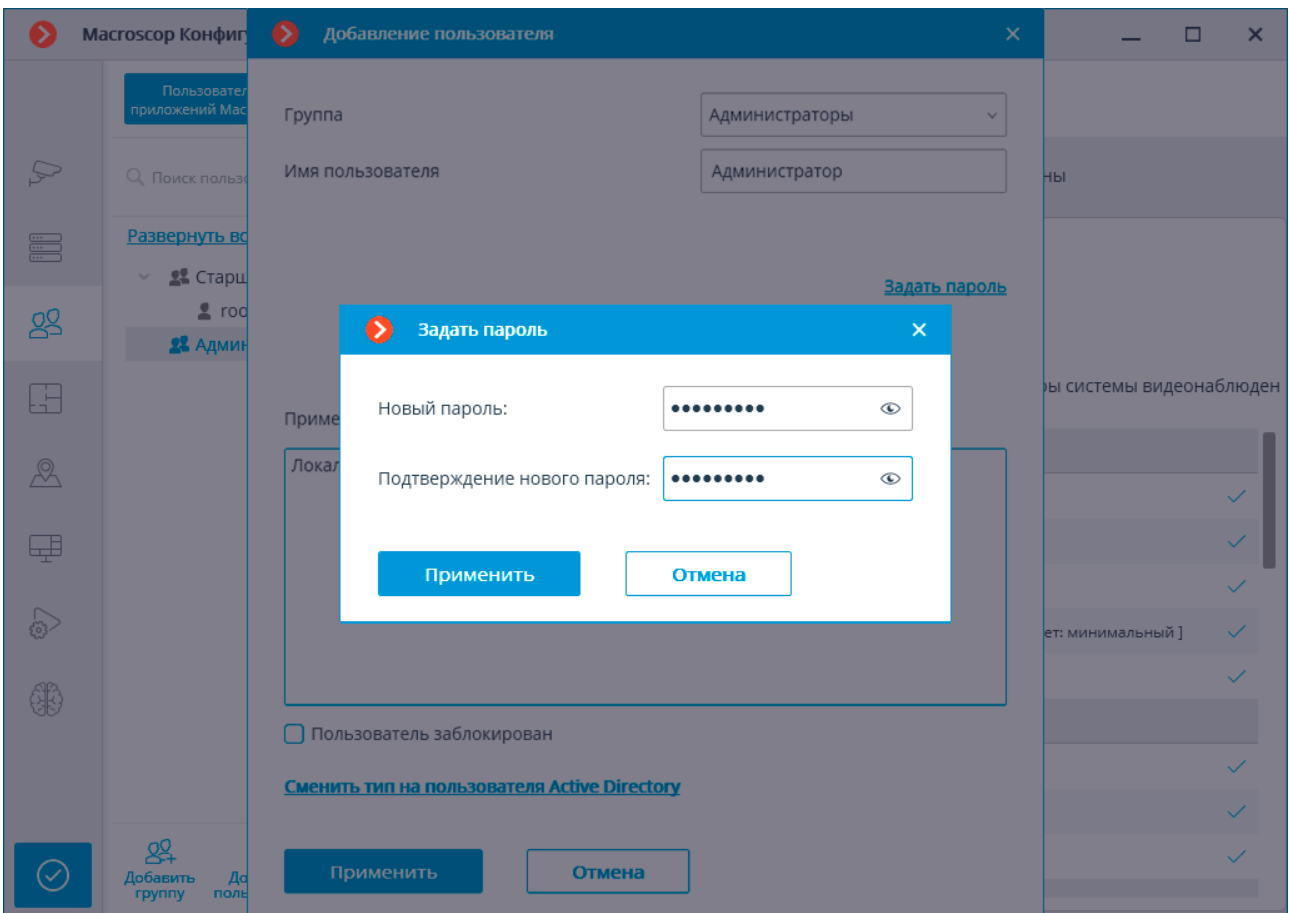 Macroscop Конфиг
Добавление пользователя
Пользовател
приложений Mac
Группа
Администраторы
Поиск польз
Имя пользователя
Администратор
ны
Развернуть вс
Старш
roo
Админ
Задать пароль
Задать пароль
Новый пароль:
•••••••••
Подтверждение нового пароля:
•••••••••
Применить
Отмена
Приме
Локал
ры системы видеонаблюден
ет: минимальный ]
Пользователь заблокирован
Сменить тип на пользователя Active Directory
Применить
Отмена
Добавить
группу
До
поль